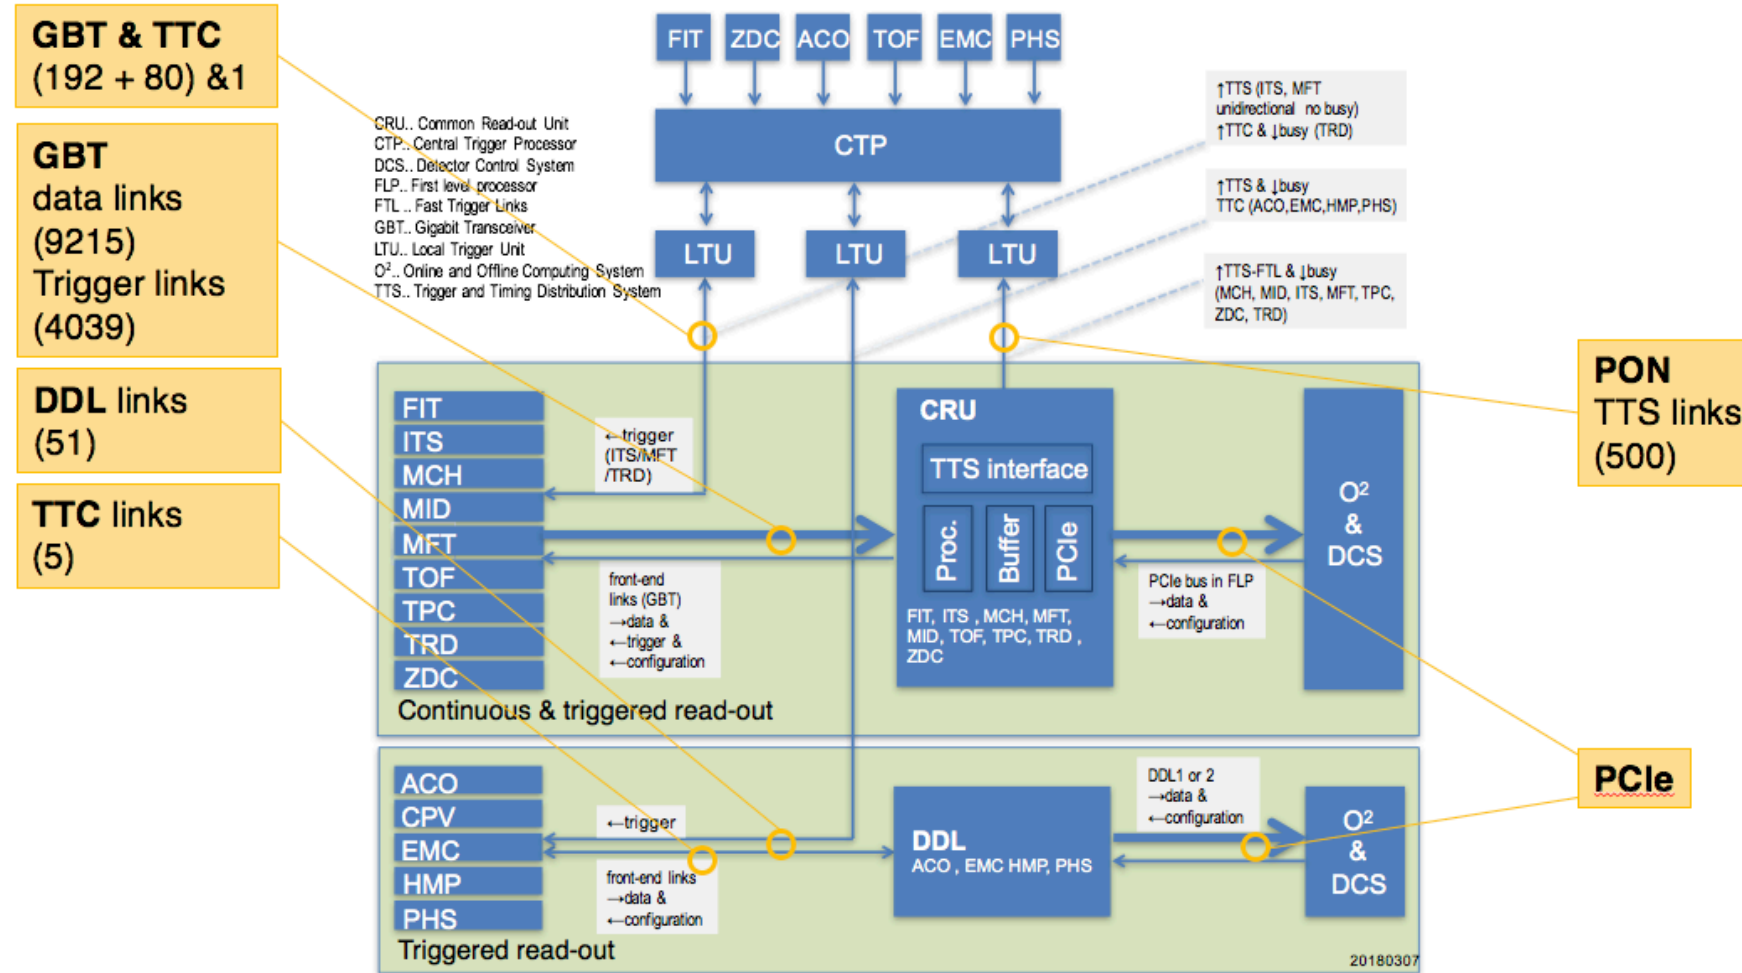 GBT & TTC
(192 + 80) &1
GBT
data links
(9215)
Trigger links
(4039)
DDL links
(51)
TTC links
(5)
FIT
ZDC
ACO
TOF
EMC
PHS
CTP
CRU.. Common Read-out Unit
CTP.. Central Trigger Processor
DCS.. Detector Control System
FLP.. First level processor
FTL .. Fast Trigger Links
GBT.. Gigabit Transceiver
LTU.. Local Trigger Unit
O².. Online and Offline Computing System
TTS.. Trigger and Timing Distribution System
LTU
LTU
LTU
↑TTS (ITS, MFT
unidirectional no busy)
↑TTC & ↓busy (TRD)
↑TTS & ↓busy
TTC (ACO,EMC,HMP,PHS)
↑TTS-FTL & ↓busy
(MCH, MID, ITS, MFT, TPC,
ZDC, TRD)
PON
TTS links
(500)
PCIe
FIT
ITS
MCH
MID
MFT
TOF
TPC
TRD
ZDC
←trigger
(ITS/MFT
/TRD)
front-end
links (GBT)
→data &
←trigger &
←configuration
CRU
TTS interface
Proc.
Buffer
PCIe
FIT, ITS , MCH, MFT,
MID, TOF, TPC, TRD ,
ZDC
PCIe bus in FLP
→data &
←configuration
O²
&
DCS
Continuous & triggered read-out
ACO
CPV
EMC
HMP
PHS
←trigger
front-end links
→data &
←configuration
DDL
ACO , EMC HMP, PHS
DDL1 or 2
→data &
←configuration
O²
&
DCS
Triggered read-out
20180307